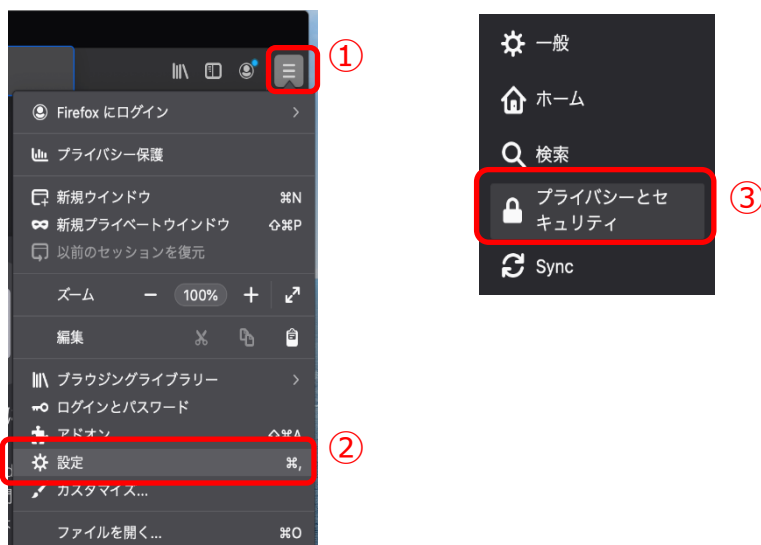 ①
Firefox にログイン
プライバシー保護
新規ウインドウ ⌘N
新規プライベートウインドウ ⇧⌘P
以前のセッションを復元
ズーム − 100% +
編集
ブラウジングライブラリー
ログインとパスワード
アドオン ⇧⌘A
②
設定 ⌘,
カスタマイズ...
ファイルを開く... ⌘O
一般
ホーム
検索
③
プライバシーとセ
キュリティ
Sync